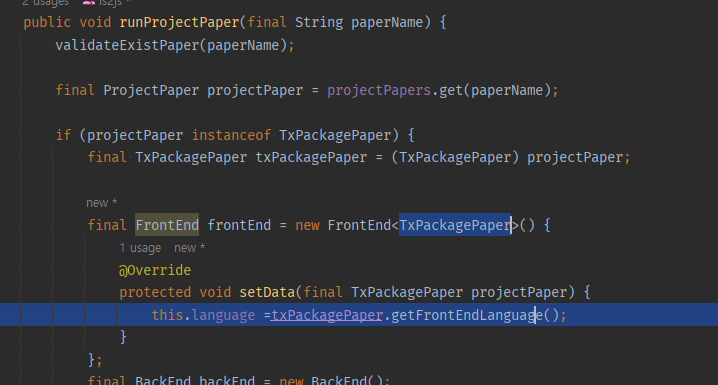 2 usages is2js *
public void runProjectPaper(final String paperName) {
validateExistPaper(paperName);
final ProjectPaper projectPaper = projectPapers.get(paperName);
if (projectPaper instanceof TxPackagePaper) {
final TxPackagePaper txPackagePaper = (TxPackagePaper) projectPaper;
new *
final FrontEnd frontEnd = new FrontEnd<TxPackagePaper>() {
1 usage new *
@Override
protected void setData(final TxPackagePaper projectPaper) {
this.language =txPackagePaper.getFrontEndLanguage();
}
};
final BackEnd backEnd = new BackEnd();